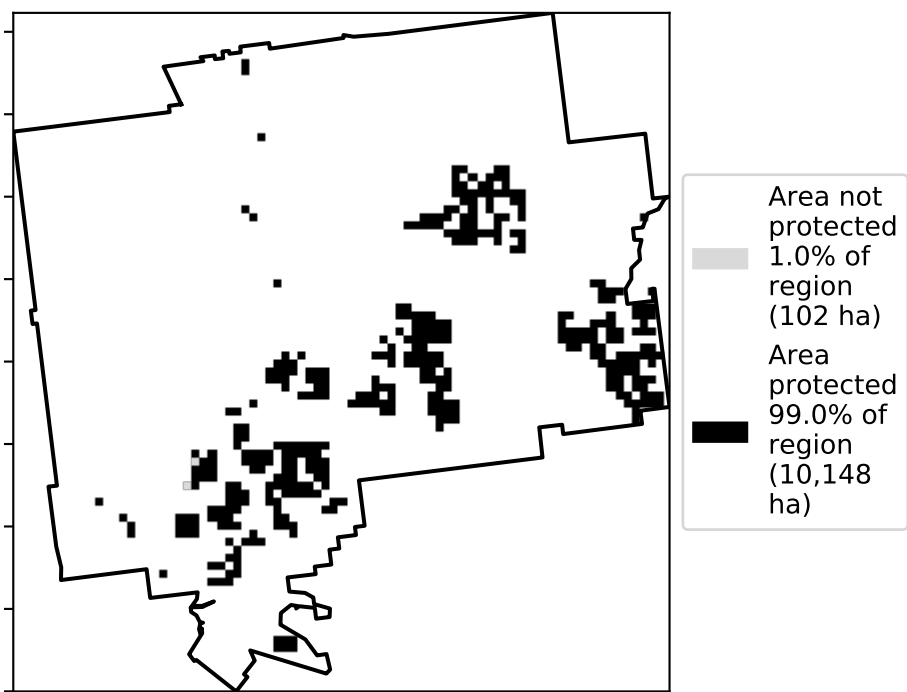 Area not
protected
1.0% of
region
(102 ha)
Area
protected
99.0% of
region
(10,148
ha)